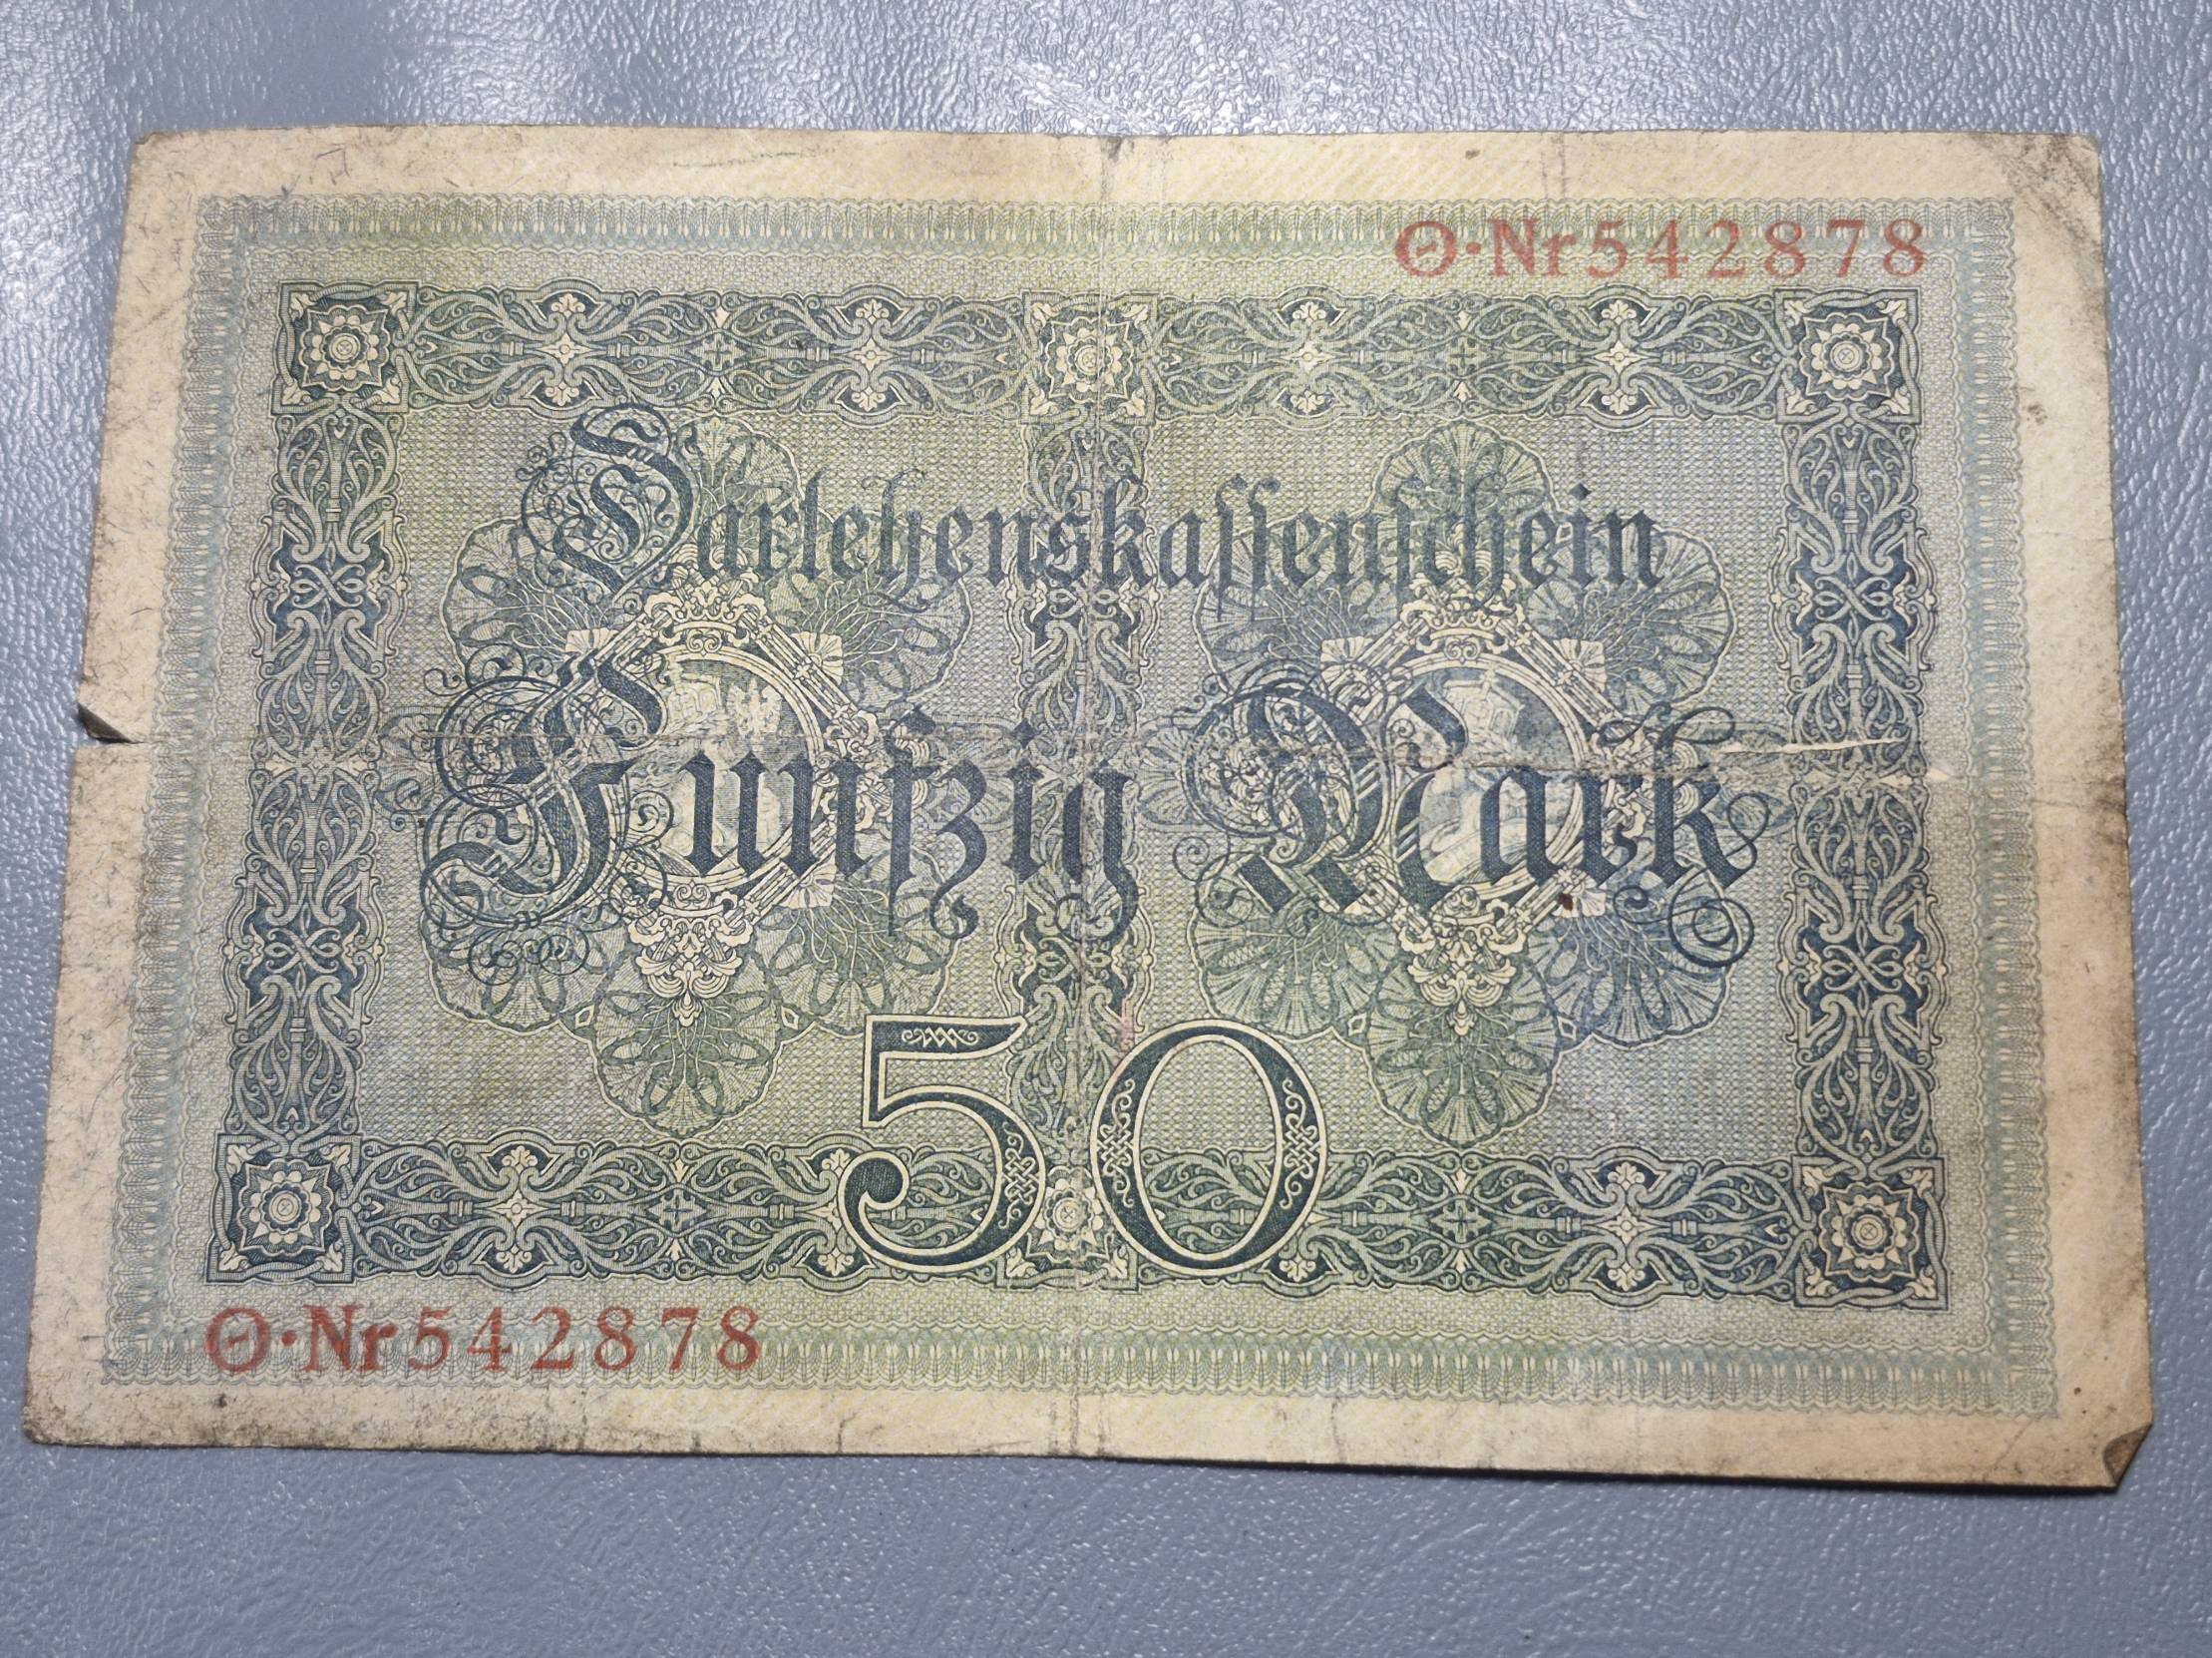 Θ·Nr542878
Darlehenskassenschein
Fünfzig Mark
50
Θ·Nr542878